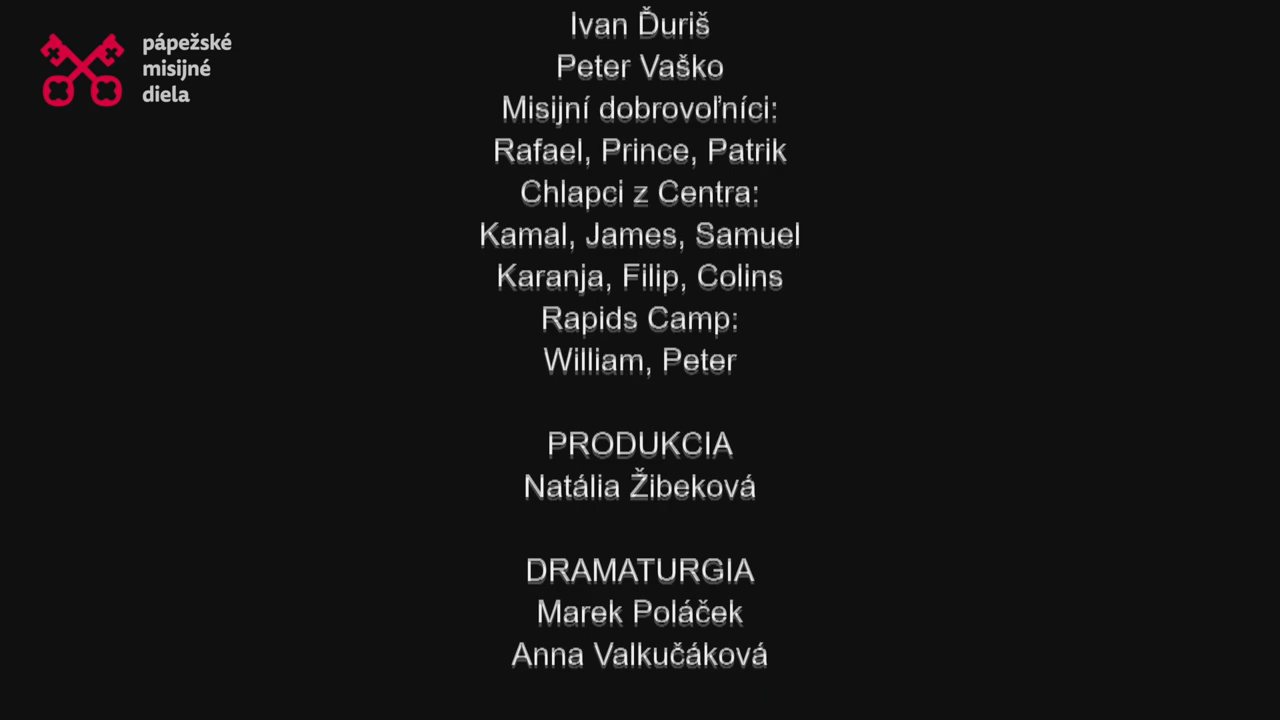 pápežské
misijné
diela
Ivan Ďuriš
Peter Vaško
Misijní dobrovoľníci:
Rafael, Prince, Patrik
Chlapci z Centra:
Kamal, James, Samuel
Karanja, Filip, Colins
Rapids Camp:
William, Peter
PRODUKCIA
Natália Žibeková
DRAMATURGIA
Marek Poláček
Anna Valkučáková